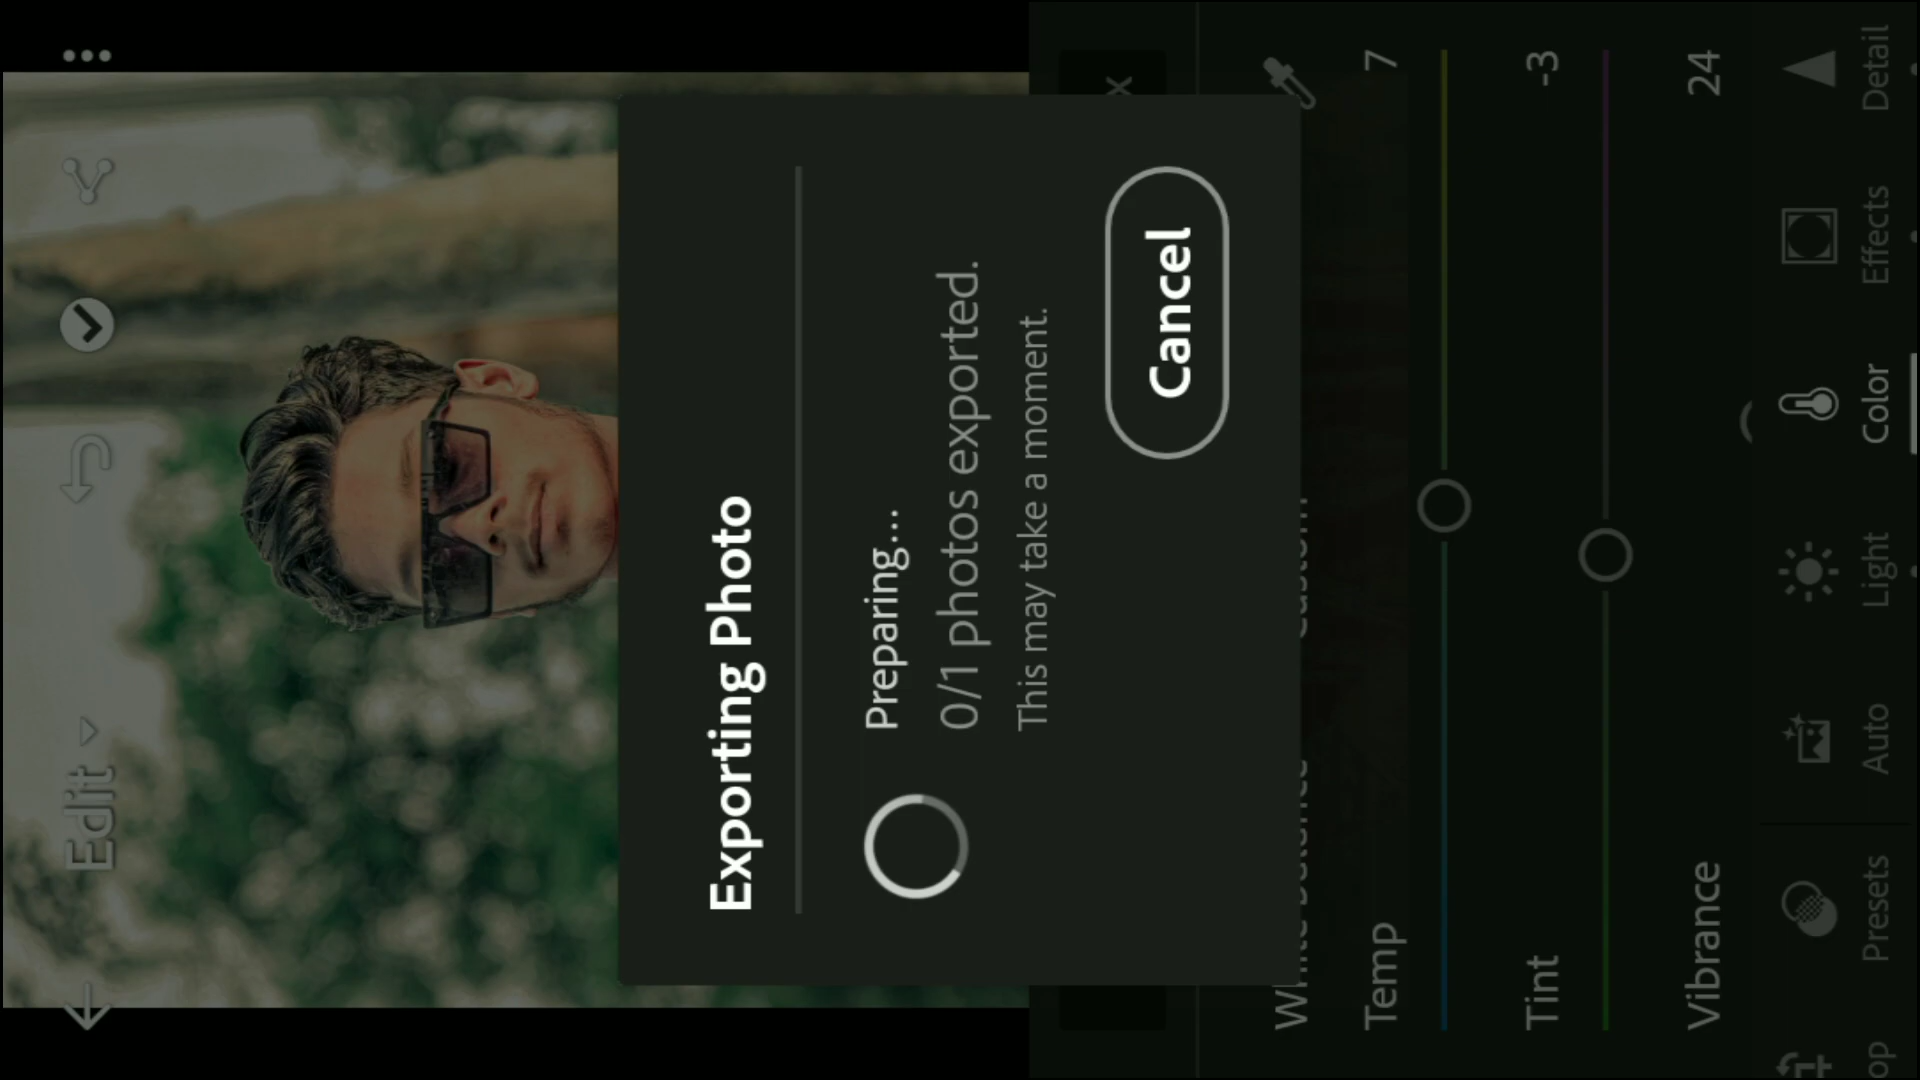 Edit
Exporting Photo
Preparing...
0/1 photos exported.
This may take a moment.
Cancel
Temp
7
Tint
-3
Vibrance
24
Presets
Auto
Light
Color
Effects
Detail